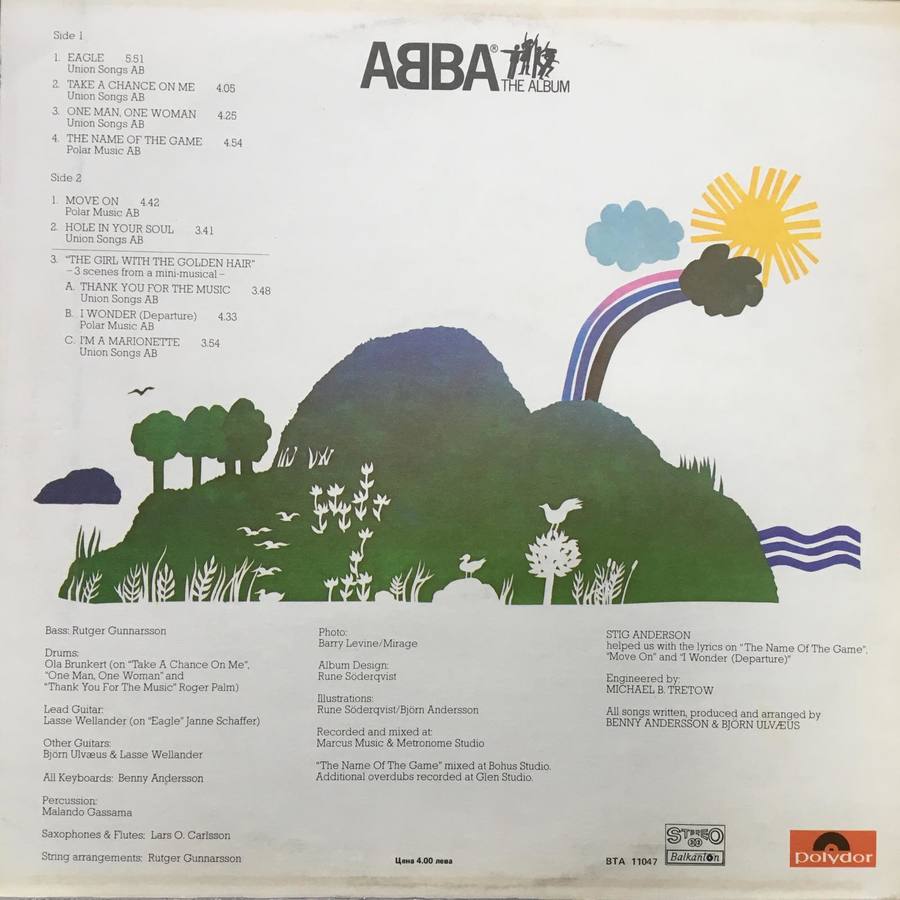 Side 1
1. EAGLE 5.51
Union Songs AB
2. TAKE A CHANCE ON ME 4.05
Union Songs AB
3. ONE MAN, ONE WOMAN 4.25
Union Songs AB
4. THE NAME OF THE GAME 4.54
Polar Music AB
Side 2
1. MOVE ON 4.42
Polar Music AB
2. HOLE IN YOUR SOUL 3.41
Union Songs AB
3. "THE GIRL WITH THE GOLDEN HAIR"
– 3 scenes from a mini-musical –
A. THANK YOU FOR THE MUSIC 3.48
Union Songs AB
B. I WONDER (Departure) 4.33
Polar Music AB
C. I'M A MARIONETTE 3.54
Union Songs AB
ABBA®
THE ALBUM
Bass: Rutger Gunnarsson
Drums:
Ola Brunkert (on "Take A Chance On Me",
"One Man, One Woman" and
"Thank You For The Music" Roger Palm)
Lead Guitar:
Lasse Wellander (on "Eagle" Janne Schaffer)
Other Guitars:
Björn Ulvæus & Lasse Wellander
All Keyboards: Benny Andersson
Percussion:
Malando Gassama
Saxophones & Flutes: Lars O. Carlsson
String arrangements: Rutger Gunnarsson
Photo:
Barry Levine/Mirage
Album Design:
Rune Söderqvist
Illustrations:
Rune Söderqvist/Björn Andersson
Recorded and mixed at:
Marcus Music & Metronome Studio
"The Name Of The Game" mixed at Bohus Studio.
Additional overdubs recorded at Glen Studio.
STIG ANDERSON
helped us with the lyrics on "The Name Of The Game",
"Move On" and "I Wonder (Departure)"
Engineered by:
MICHAEL B. TRETOW
All songs written, produced and arranged by
BENNY ANDERSSON & BJÖRN ULVÆUS
Цена 4.00 лева
BTA 11047
STEREO
Balkanton
polydor